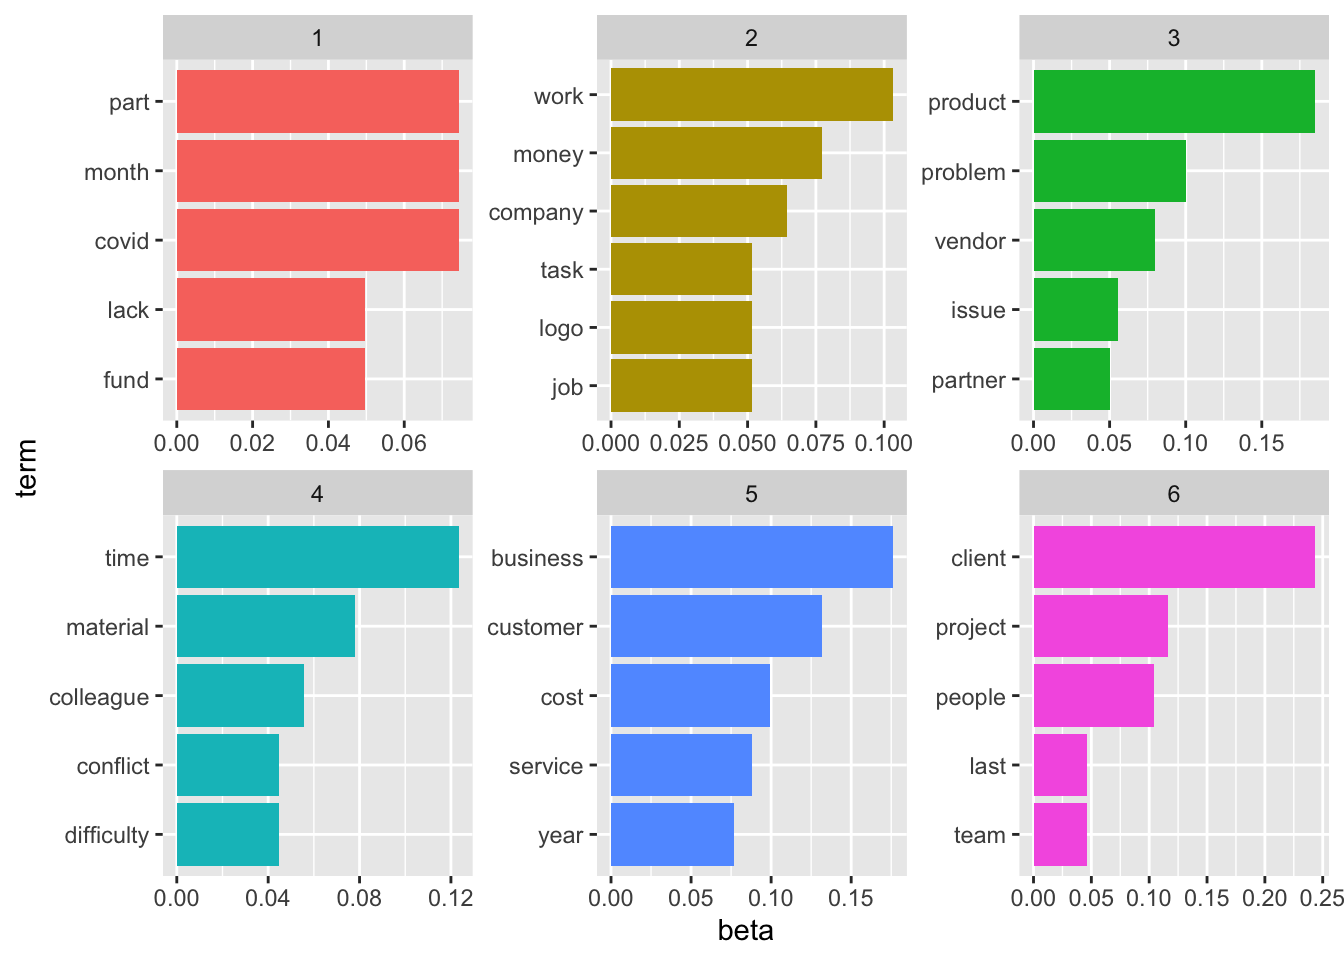 1
2
3
part
month
covid
lack
fund
0.00 0.02 0.04 0.06
work
money
company
task
logo
job
0.000 0.025 0.050 0.075 0.100
product
problem
vendor
issue
partner
0.00 0.05 0.10 0.15
term
4
5
6
time
material
colleague
conflict
difficulty
0.00 0.04 0.08 0.12
business
customer
cost
service
year
0.00 0.05 0.10 0.15
client
project
people
last
team
0.00 0.05 0.10 0.15 0.20 0.25
beta